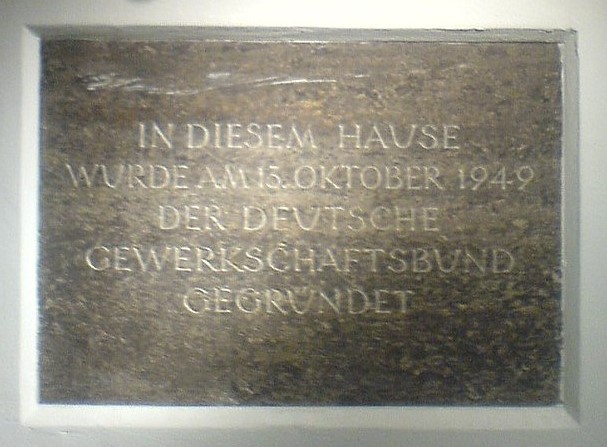 IN DIESEM HAUSE
WURDE AM 13. OKTOBER 1949
DER DEUTSCHE
GEWERKSCHAFTSBUND
GEGRÜNDET